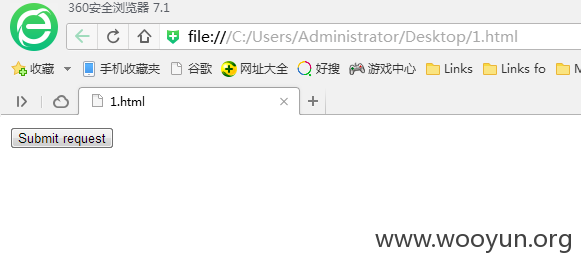 360安全浏览器 7.1
file:///C:/Users/Administrator/Desktop/1.html
收藏 手机收藏夹 谷歌 网址大全 好搜 游戏中心 Links Links fo M
1.html
Submit request
www.wooyun.org